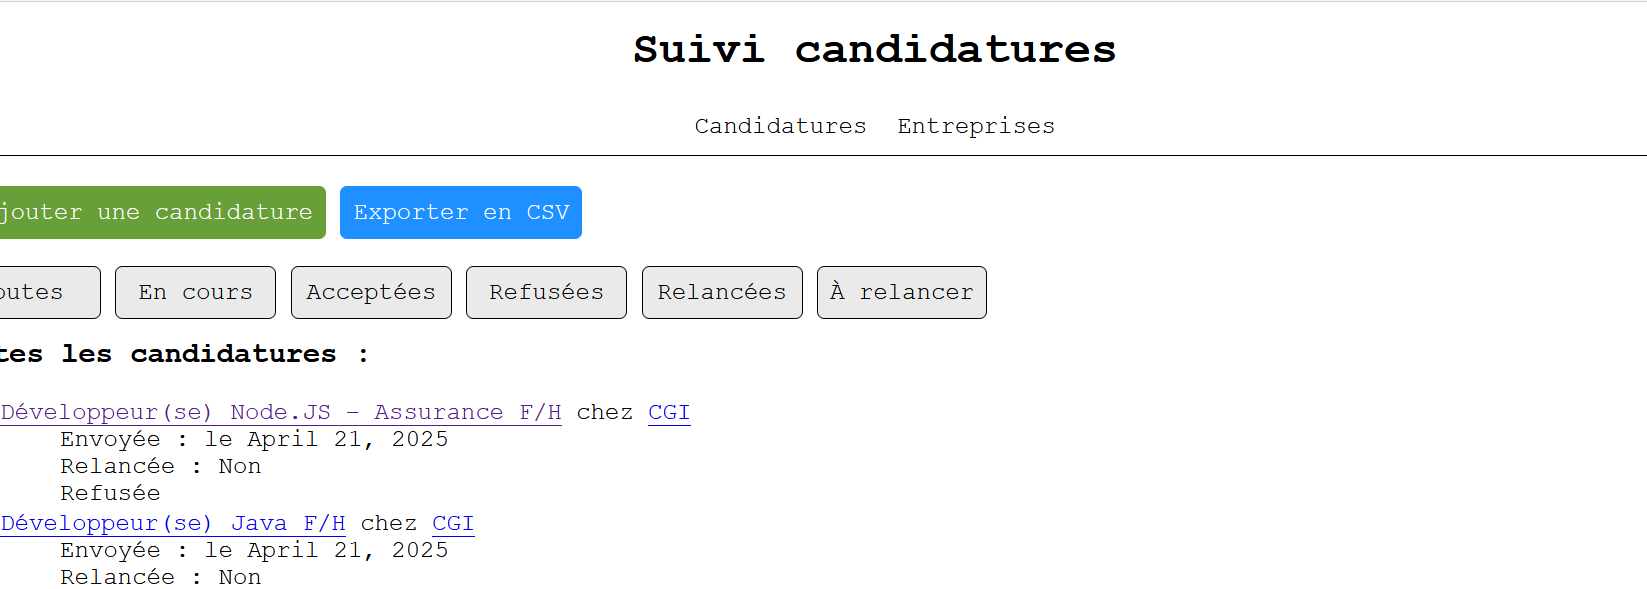 Suivi candidatures
Candidatures Entreprises
jouter une candidature Exporter en CSV
outes En cours Acceptées Refusées Relancées À relancer
tes les candidatures :
Développeur(se) Node.JS - Assurance F/H chez CGI
Envoyée : le April 21, 2025
Relancée : Non
Refusée
Développeur(se) Java F/H chez CGI
Envoyée : le April 21, 2025
Relancée : Non